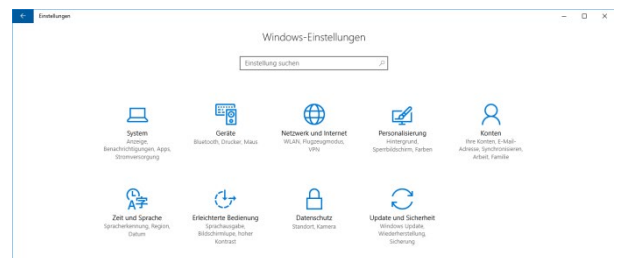 Einstellungen
Windows-Einstellungen
Einstellung suchen
System
Anzeige,
Benachrichtigungen, Apps,
Stromversorgung
Geräte
Bluetooth, Drucker, Maus
Netzwerk und Internet
WLAN, Flugzeugmodus,
VPN
Personalisierung
Hintergrund,
Sperrbildschirm, Farben
Konten
Ihre Konten, E-Mail-
Adresse, Synchronisieren,
Arbeit, Familie
Zeit und Sprache
Spracherkennung, Region,
Datum
Erleichterte Bedienung
Sprachausgabe,
Bildschirmlupe, hoher
Kontrast
Datenschutz
Standort, Kamera
Update und Sicherheit
Windows Update,
Wiederherstellung,
Sicherung